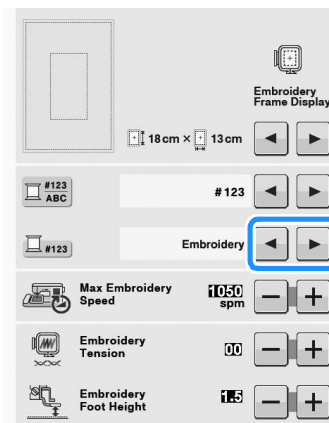 Embroidery
Frame Display
18cm × 13cm
#123
ABC
#123
#123
Embroidery
Max Embroidery
Speed
1050
spm
Embroidery
Tension
00
Embroidery
Foot Height
1.5